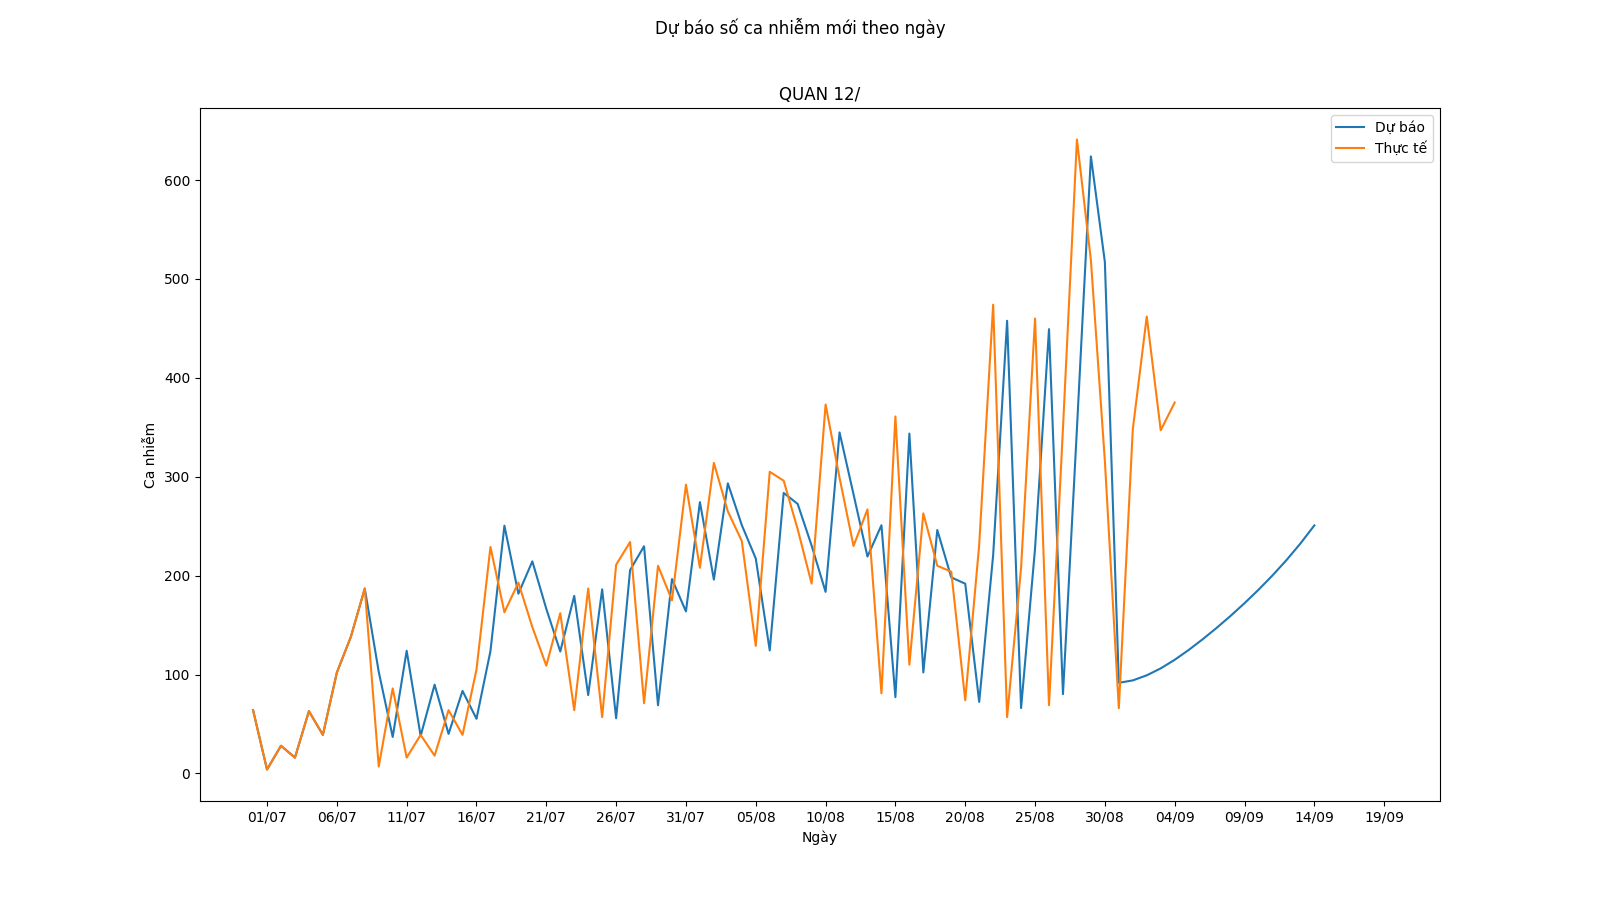 Dự báo số ca nhiễm mới theo ngày
QUAN 12/
Dự báo
Thực tế
600
500
400
300
200
100
0
Ca nhiễm
01/07 06/07 11/07 16/07 21/07 26/07 31/07 05/08 10/08 15/08 20/08 25/08 30/08 04/09 09/09 14/09 19/09
Ngày